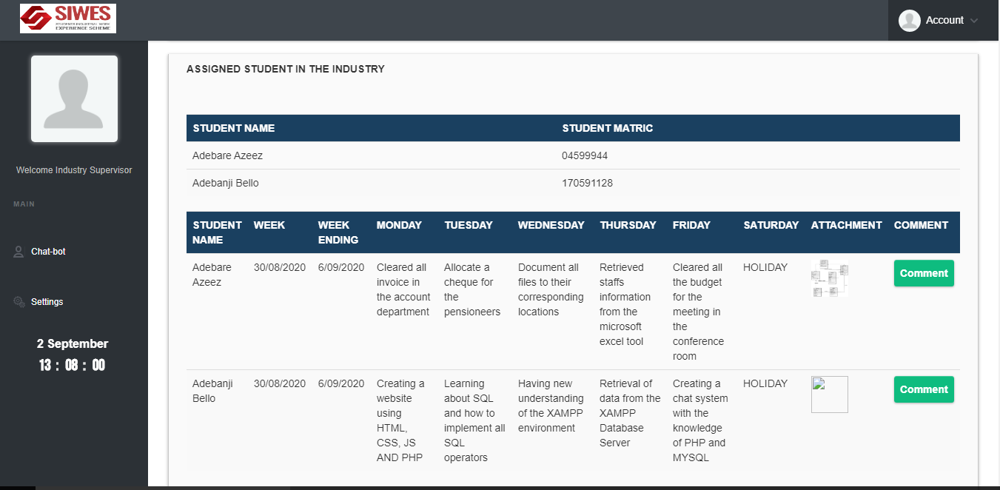 SIWES
STUDENTS INDUSTRIAL WORK
EXPERIENCE SCHEME
Account
Welcome Industry Supervisor
MAIN
Chat-bot
Settings
2 September
13 : 08 : 00
ASSIGNED STUDENT IN THE INDUSTRY
STUDENT NAME STUDENT MATRIC
Adebare Azeez 04599944
Adebanji Bello 170591128
STUDENT WEEK WEEK MONDAY TUESDAY WEDNESDAY THURSDAY FRIDAY SATURDAY ATTACHMENT COMMENT
NAME ENDING
Adebare 30/08/2020 6/09/2020 Cleared all Allocate a Document all Retrieved Cleared all HOLIDAY Comment
Azeez invoice in cheque for files to their staffs the budget
the account the corresponding information for the
department pensioneers locations from the meeting in
microsoft the
excel tool conference
room
Adebanji 30/08/2020 6/09/2020 Creating a Learning Having new Retrieval of Creating a HOLIDAY Comment
Bello website about SQL understanding data from the chat system
using and how to of the XAMPP XAMPP with the
HTML, implement all environment Database knowledge
CSS, JS SQL Server of PHP and
AND PHP operators MYSQL